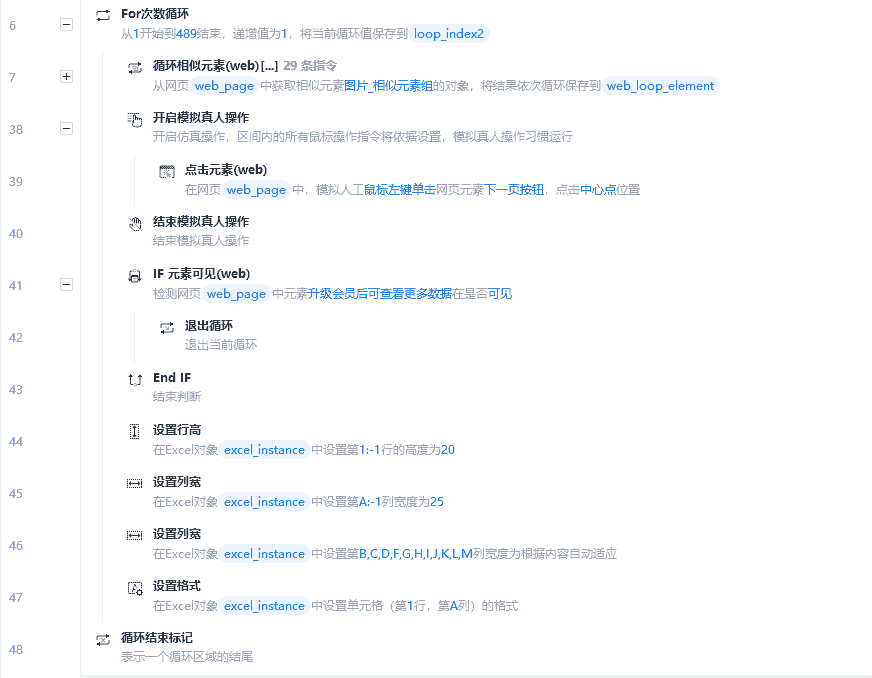 6
For次数循环
从1开始到489结束，递增值为1，将当前循环值保存到 loop_index2
7
循环相似元素(web)[...] 29 条指令
从网页 web_page 中获取相似元素图片_相似元素组的对象，将结果依次循环保存到 web_loop_element
38
开启模拟真人操作
开启仿真操作，区间内的所有鼠标操作指令将依据设置，模拟真人操作习惯运行
39
点击元素(web)
在网页 web_page 中，模拟人工鼠标左键单击网页元素下一页按钮，点击中心点位置
40
结束模拟真人操作
结束模拟真人操作
41
IF 元素可见(web)
检测网页 web_page 中元素升级会员后可查看更多数据在是否可见
42
退出循环
退出当前循环
43
End IF
结束判断
44
设置行高
在Excel对象 excel_instance 中设置第1:-1行的高度为20
45
设置列宽
在Excel对象 excel_instance 中设置第A:-1列宽度为25
46
设置列宽
在Excel对象 excel_instance 中设置第B,C,D,F,G,H,I,J,K,L,M列宽度为根据内容自动适应
47
设置格式
在Excel对象 excel_instance 中设置单元格（第1行，第A列）的格式
48
循环结束标记
表示一个循环区域的结尾